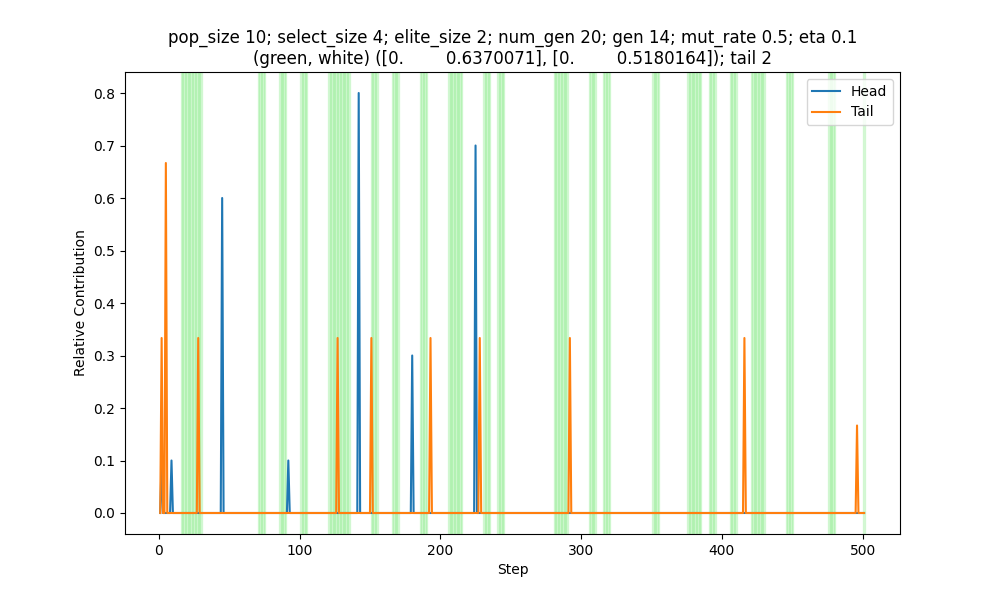 pop_size 10; select_size 4; elite_size 2; num_gen 20; gen 14; mut_rate 0.5; eta 0.1
(green, white) ([0. 0.6370071], [0. 0.5180164]); tail 2
Head
Tail
Relative Contribution
0.8
0.7
0.6
0.5
0.4
0.3
0.2
0.1
0.0
0 100 200 300 400 500
Step